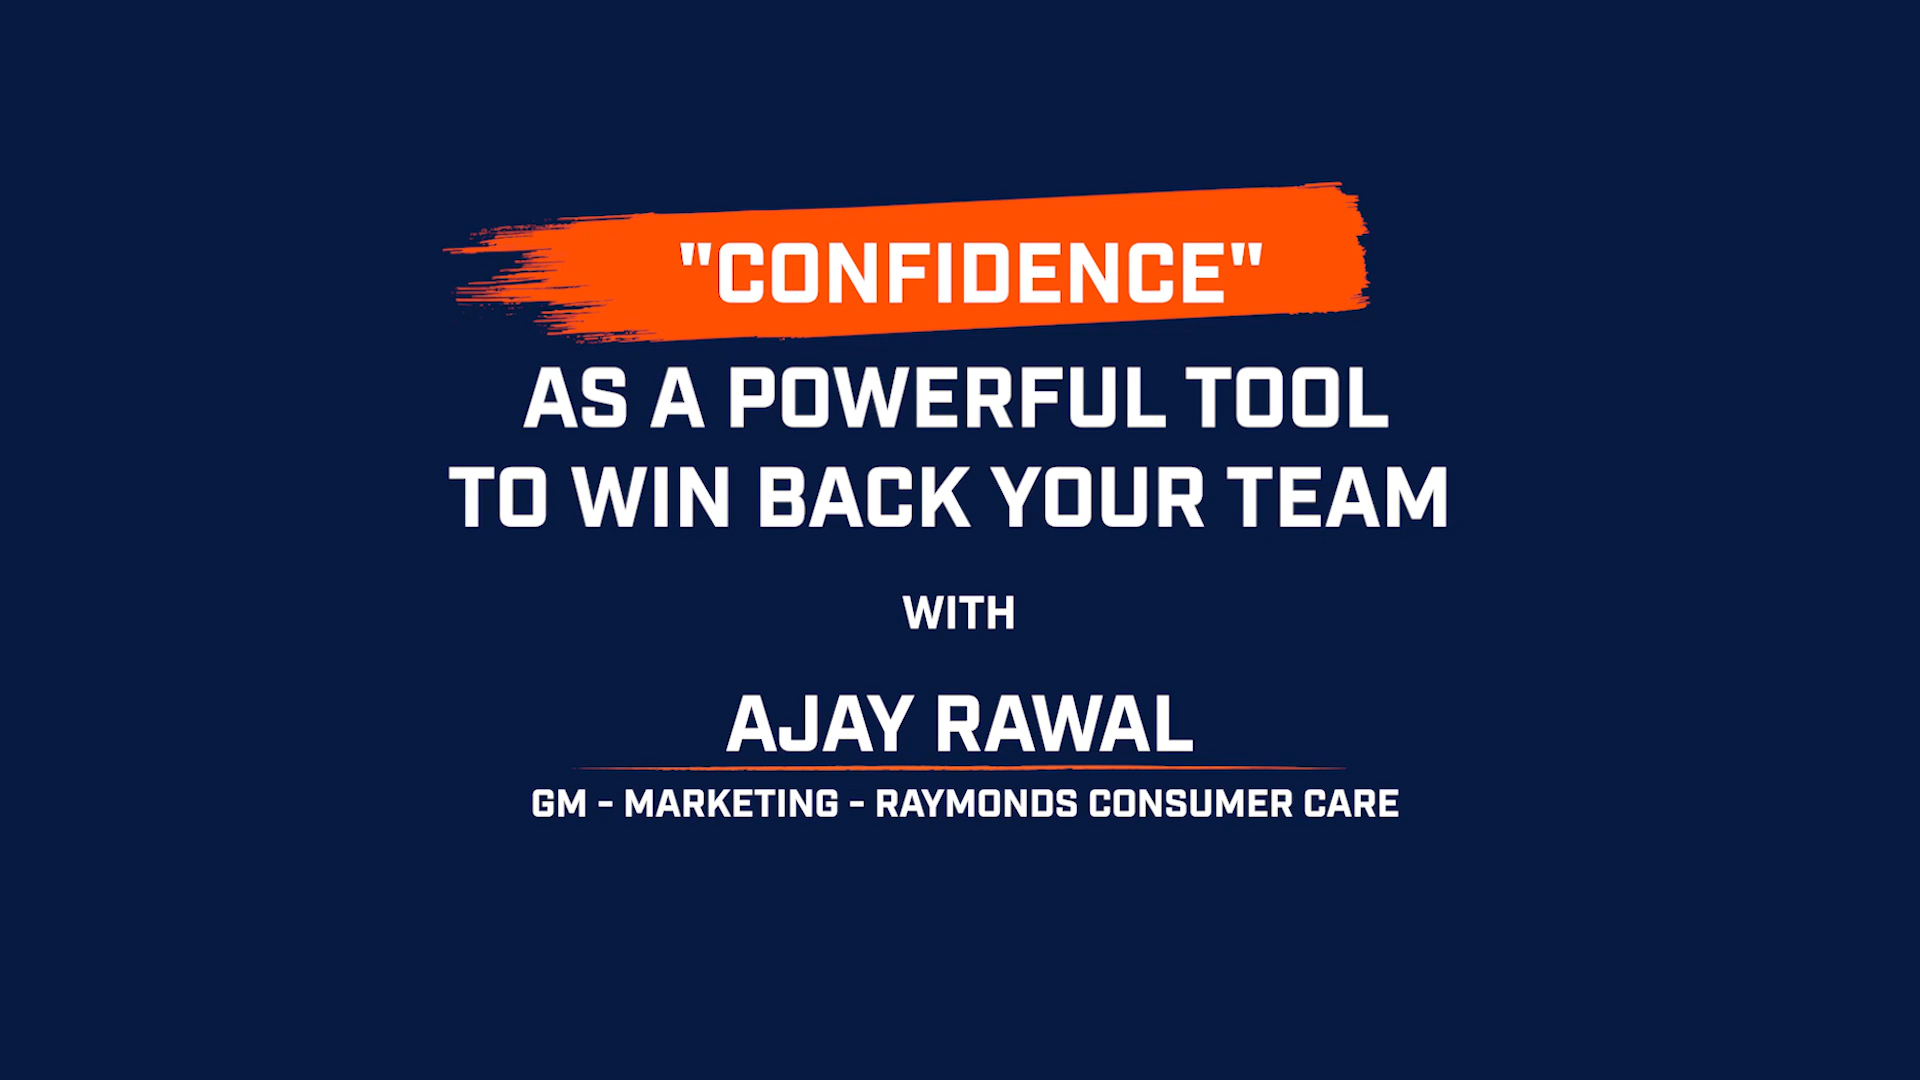 "CONFIDENCE"
AS A POWERFUL TOOL
TO WIN BACK YOUR TEAM
WITH
AJAY RAWAL
GM - MARKETING - RAYMONDS CONSUMER CARE